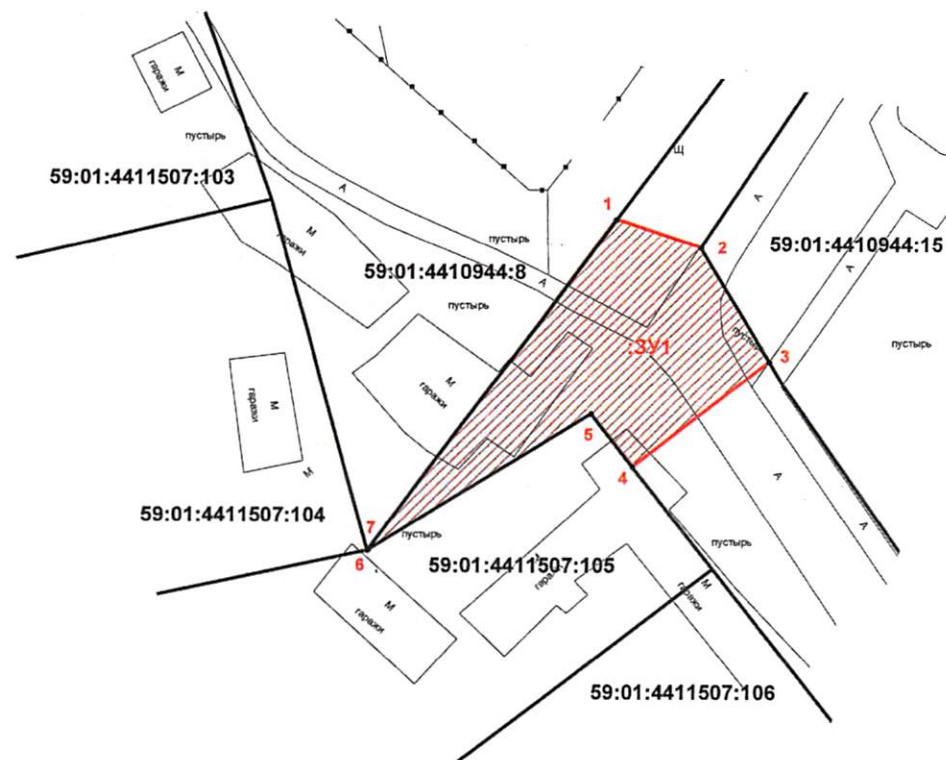 М
гаражи
пустырь
59:01:4411507:103
А
М
гаражи
пустырь
59:01:4410944:8
А
пустырь
Щ
1
2
А
59:01:4410944:15
А
пустырь
пустырь
3
:ЗУ1
М
гаражи
5
4
М
гаражи
М
А
А
59:01:4411507:104
7
6
пустырь
59:01:4411507:105
гаражи
пустырь
М
гаражи
М
гаражи
59:01:4411507:106